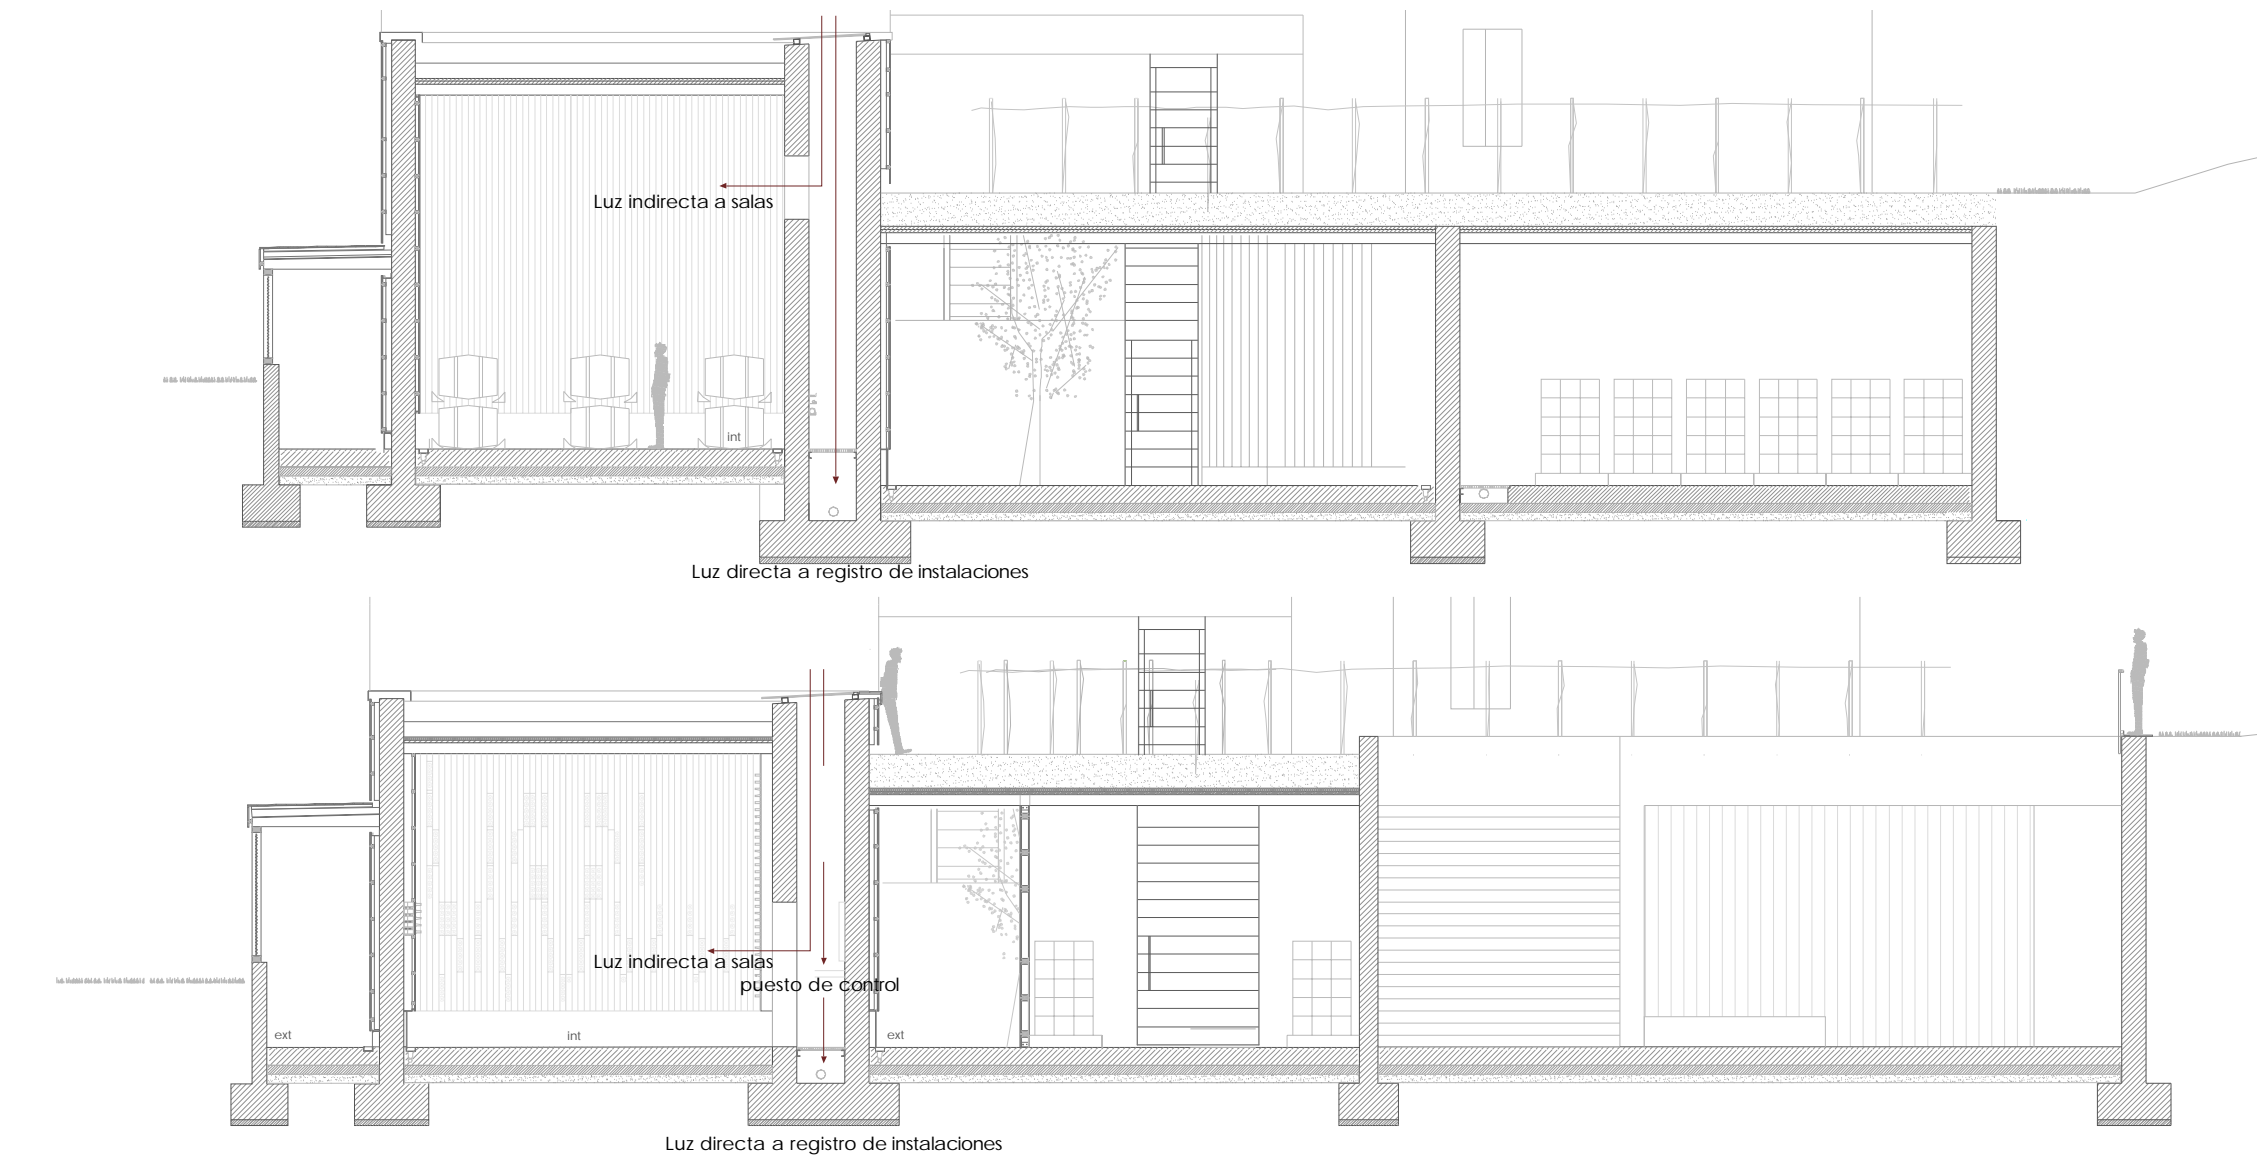 Luz indirecta a salas
int
Luz directa a registro de instalaciones
Luz indirecta a salas
puesto de control
ext
int
ext
Luz directa a registro de instalaciones